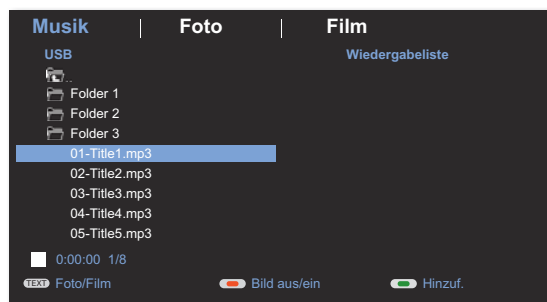 Musik | Foto | Film
USB Wiedergabeliste
..
Folder 1
Folder 2
Folder 3
01-Title1.mp3
02-Title2.mp3
03-Title3.mp3
04-Title4.mp3
05-Title5.mp3
0:00:00 1/8
TEXT Foto/Film Bild aus/ein Hinzuf.